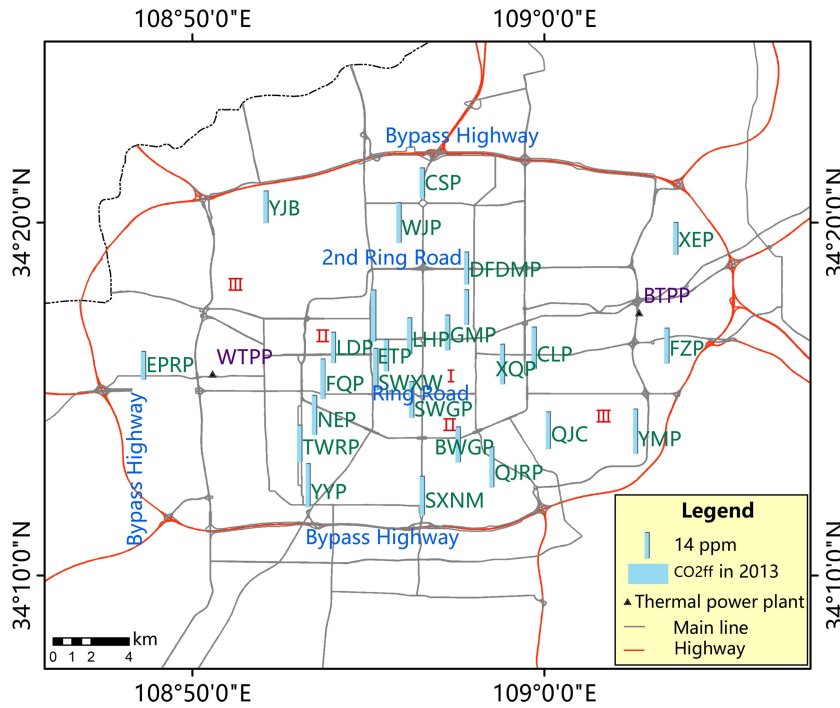 108°50'0"E
109°0'0"E
Bypass Highway
CSP
YJB
WJP
34°20'0"N
34°20'0"N
XEP
2nd Ring Road
DFDMP
III
BTPP
II
LDP
LHP
GMP
ETP
CLP
FZP
WTPP
EPRP
XQP
I
FQP
SWXW
Ring Road
SWGP
NEP
II
III
TWRP
BWGP
QJC
YMP
Bypass Highway
QJRP
YYP
SXNM
Bypass Highway
34°10'0"N
34°10'0"N
Legend
14 ppm
CO2ff in 2013
Thermal power plant
Main line
Highway
km
0 1 2 4
108°50'0"E
109°0'0"E